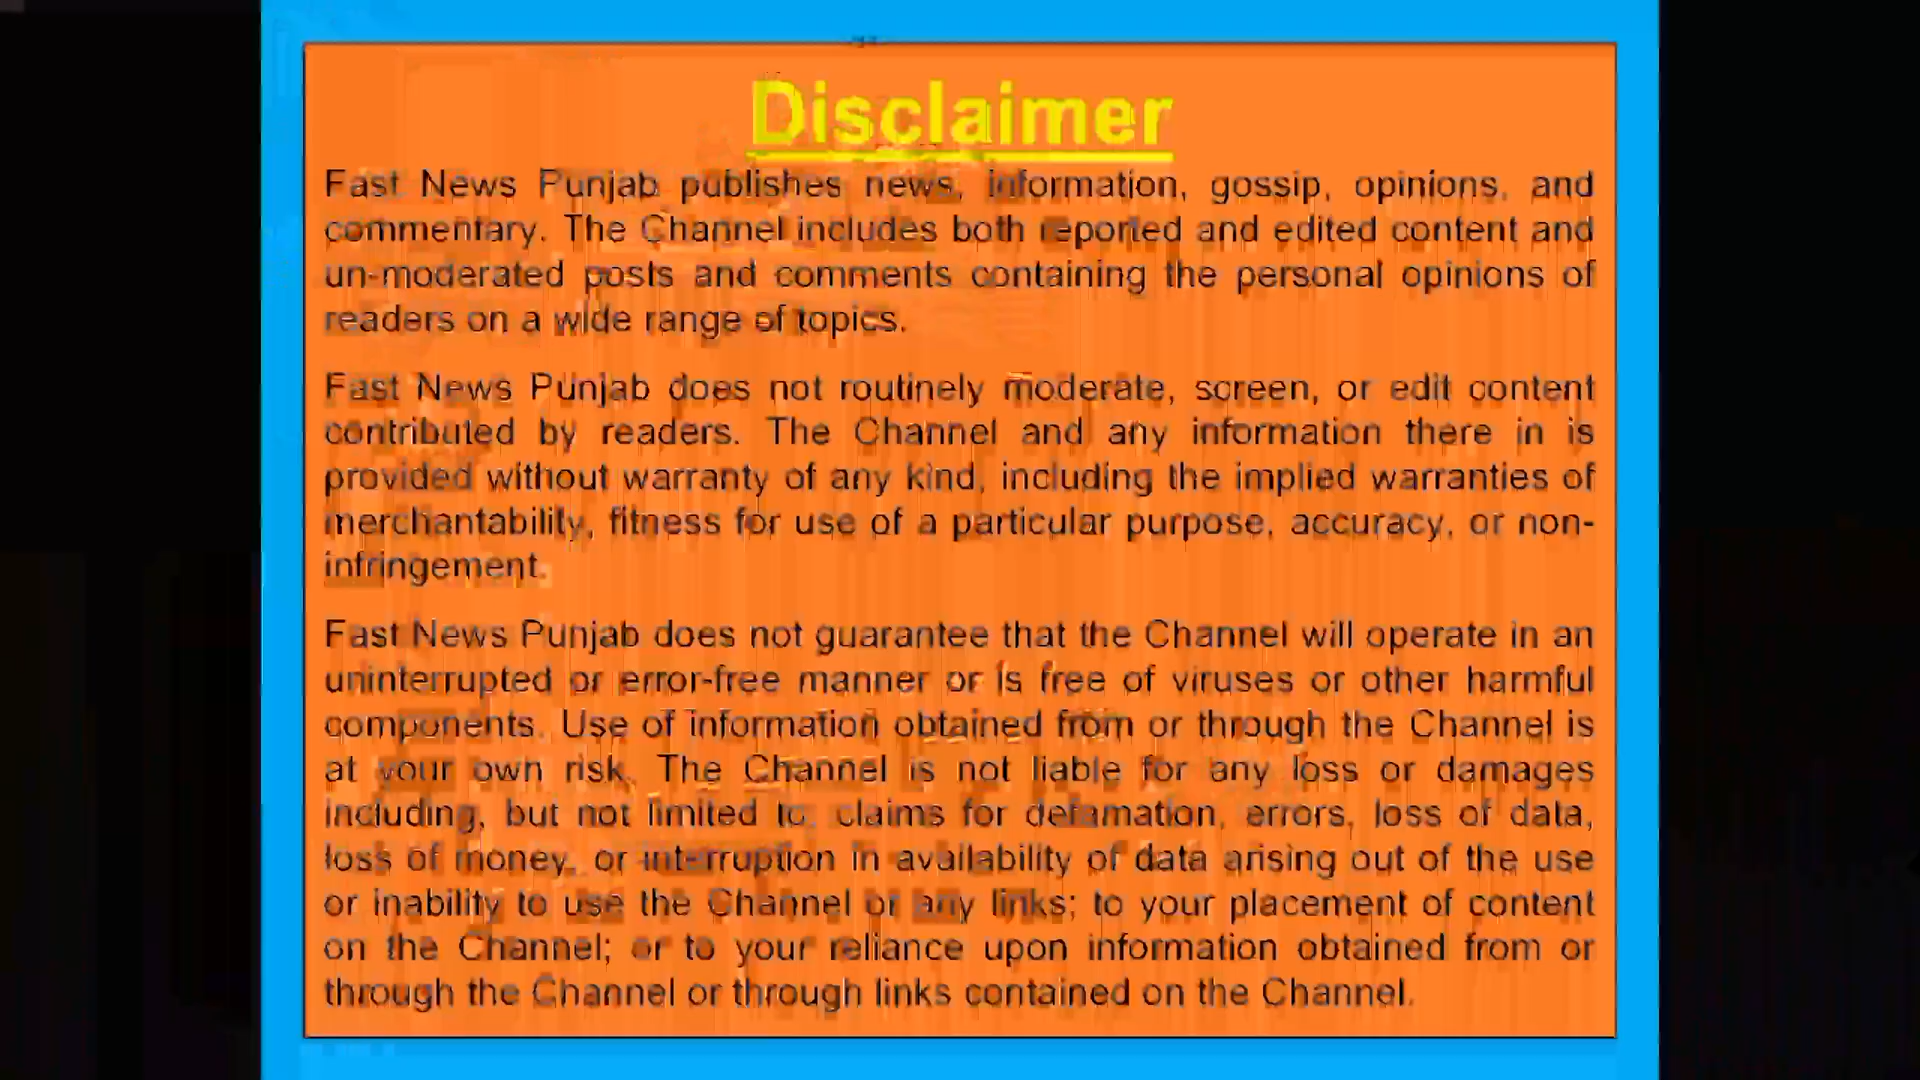 Disclaimer
Fast News Punjab publishes news, information, gossip, opinions, and
commentary. The Channel includes both reported and edited content and
un-moderated posts and comments containing the personal opinions of
readers on a wide range of topics.
Fast News Punjab does not routinely moderate, screen, or edit content
contributed by readers. The Channel and any information there in is
provided without warranty of any kind, including the implied warranties of
merchantability, fitness for use of a particular purpose, accuracy, or non-
infringement.
Fast News Punjab does not guarantee that the Channel will operate in an
uninterrupted or error-free manner or is free of viruses or other harmful
components. Use of information obtained from or through the Channel is
at your own risk. The Channel is not liable for any loss or damages
including, but not limited to, claims for defamation, errors, loss of data,
loss of money, or interruption in availability of data arising out of the use
or inability to use the Channel or any links; to your placement of content
on the Channel; or to your reliance upon information obtained from or
through the Channel or through links contained on the Channel.